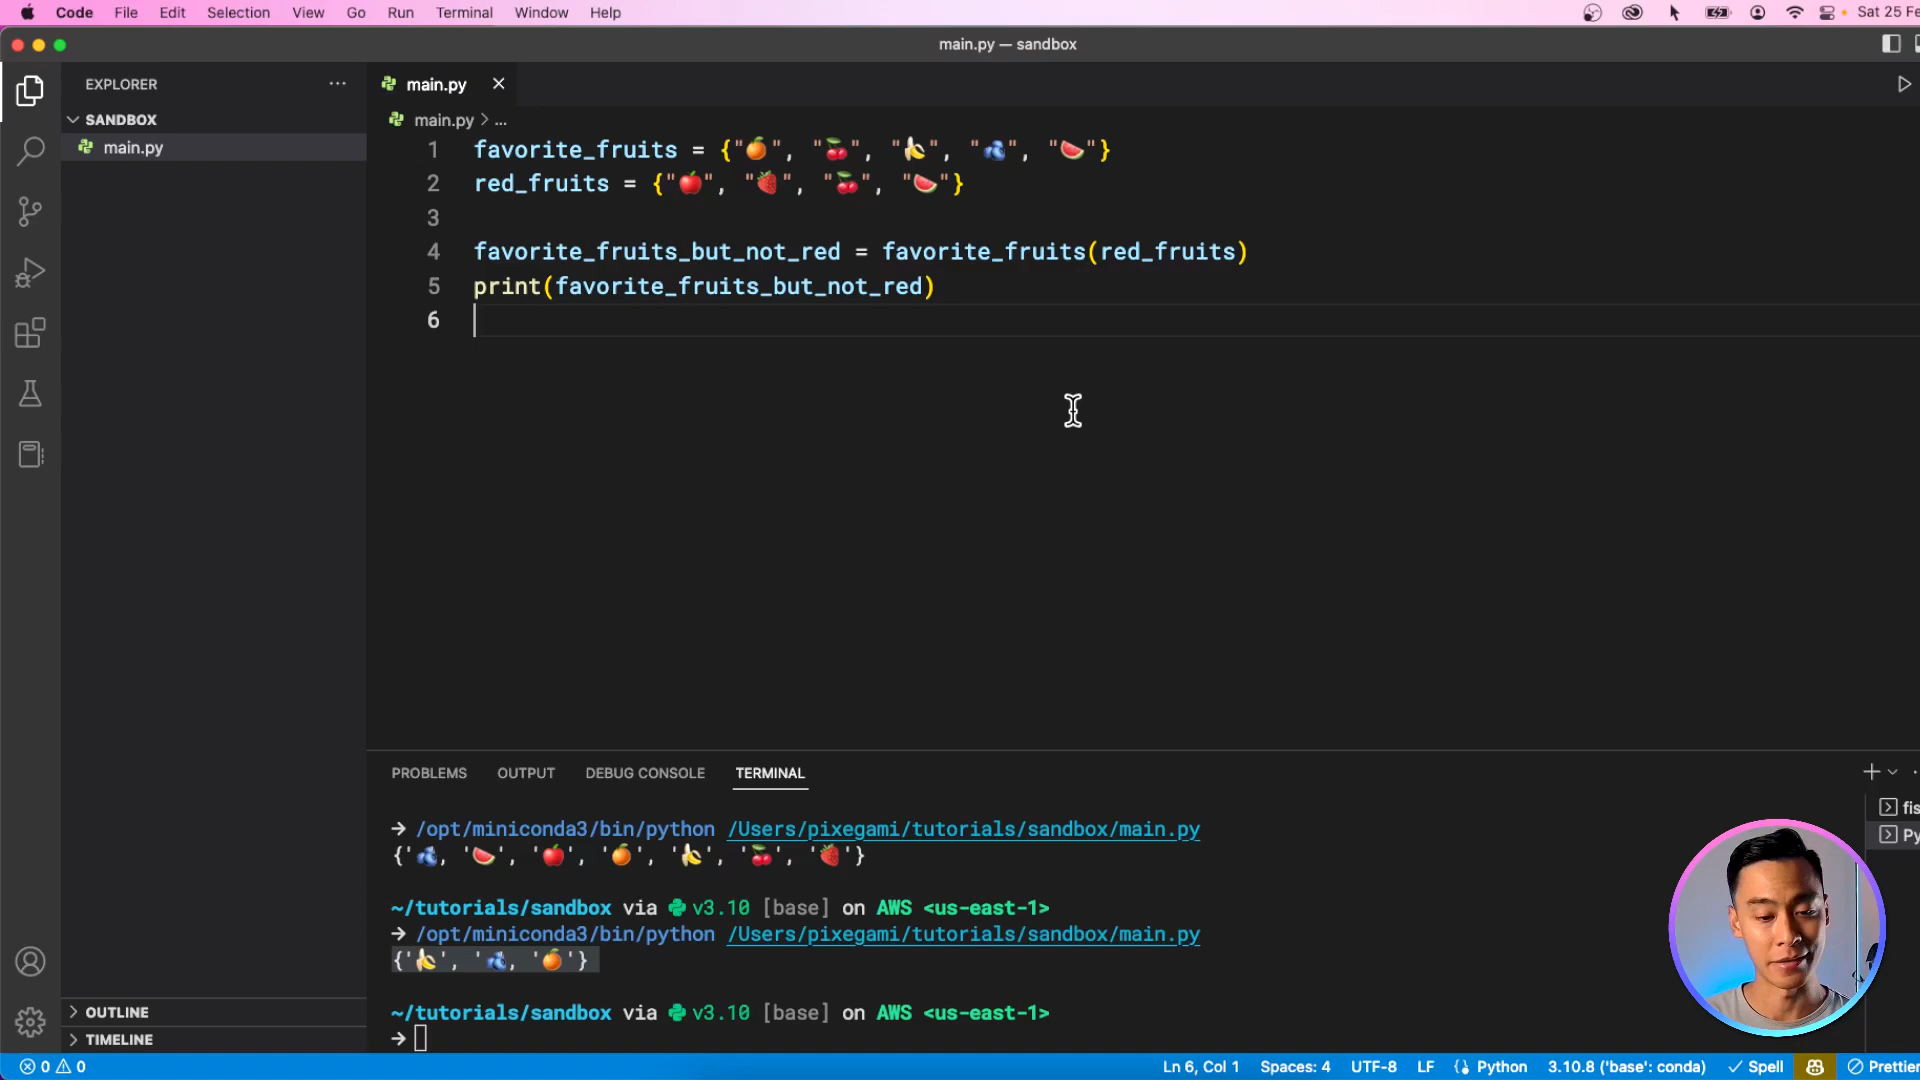 Code File Edit Selection View Go Run Terminal Window Help Sat 25 Fe
main.py — sandbox
EXPLORER
SANDBOX
main.py
main.py
main.py > ...
1 favorite_fruits = {"🍊", "🍒", "🍌", "🫐", "🍉"}
2 red_fruits = {"🍎", "🍓", "🍒", "🍉"}
3
4 favorite_fruits_but_not_red = favorite_fruits(red_fruits)
5 print(favorite_fruits_but_not_red)
6
PROBLEMS OUTPUT DEBUG CONSOLE TERMINAL
→ /opt/miniconda3/bin/python /Users/pixegami/tutorials/sandbox/main.py
{'🫐, '🍉', '🍎', '🍊', '🍌', '🍒', '🍓'}
~/tutorials/sandbox via v3.10 [base] on AWS <us-east-1>
→ /opt/miniconda3/bin/python /Users/pixegami/tutorials/sandbox/main.py
{'🍌', '🫐, '🍊'}
~/tutorials/sandbox via v3.10 [base] on AWS <us-east-1>
→
fis
Py
OUTLINE
TIMELINE
0 0 Ln 6, Col 1 Spaces: 4 UTF-8 LF Python 3.10.8 ('base': conda) Spell Prettier